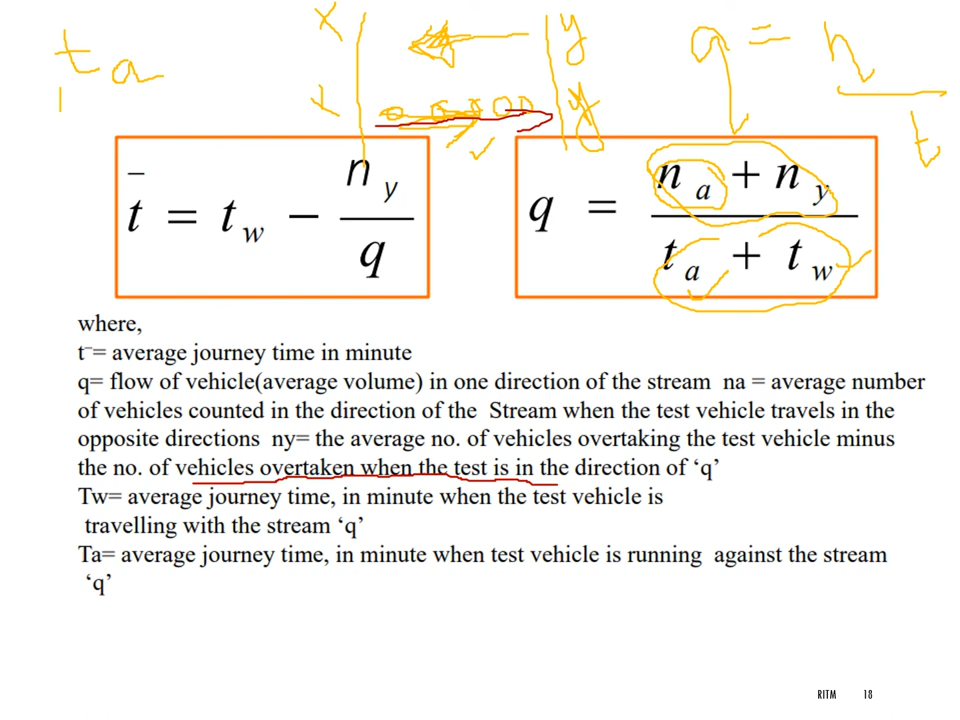 t a
x
y
q = n
t
x
y
t̄ = t_w − n_y / q
q = n_a + n_y / t_a + t_w
where,
t⁻= average journey time in minute
q= flow of vehicle(average volume) in one direction of the stream na = average number
of vehicles counted in the direction of the Stream when the test vehicle travels in the
opposite directions ny= the average no. of vehicles overtaking the test vehicle minus
the no. of vehicles overtaken when the test is in the direction of ‘q’
Tw= average journey time, in minute when the test vehicle is
travelling with the stream ‘q’
Ta= average journey time, in minute when test vehicle is running against the stream
‘q’
RITM 18